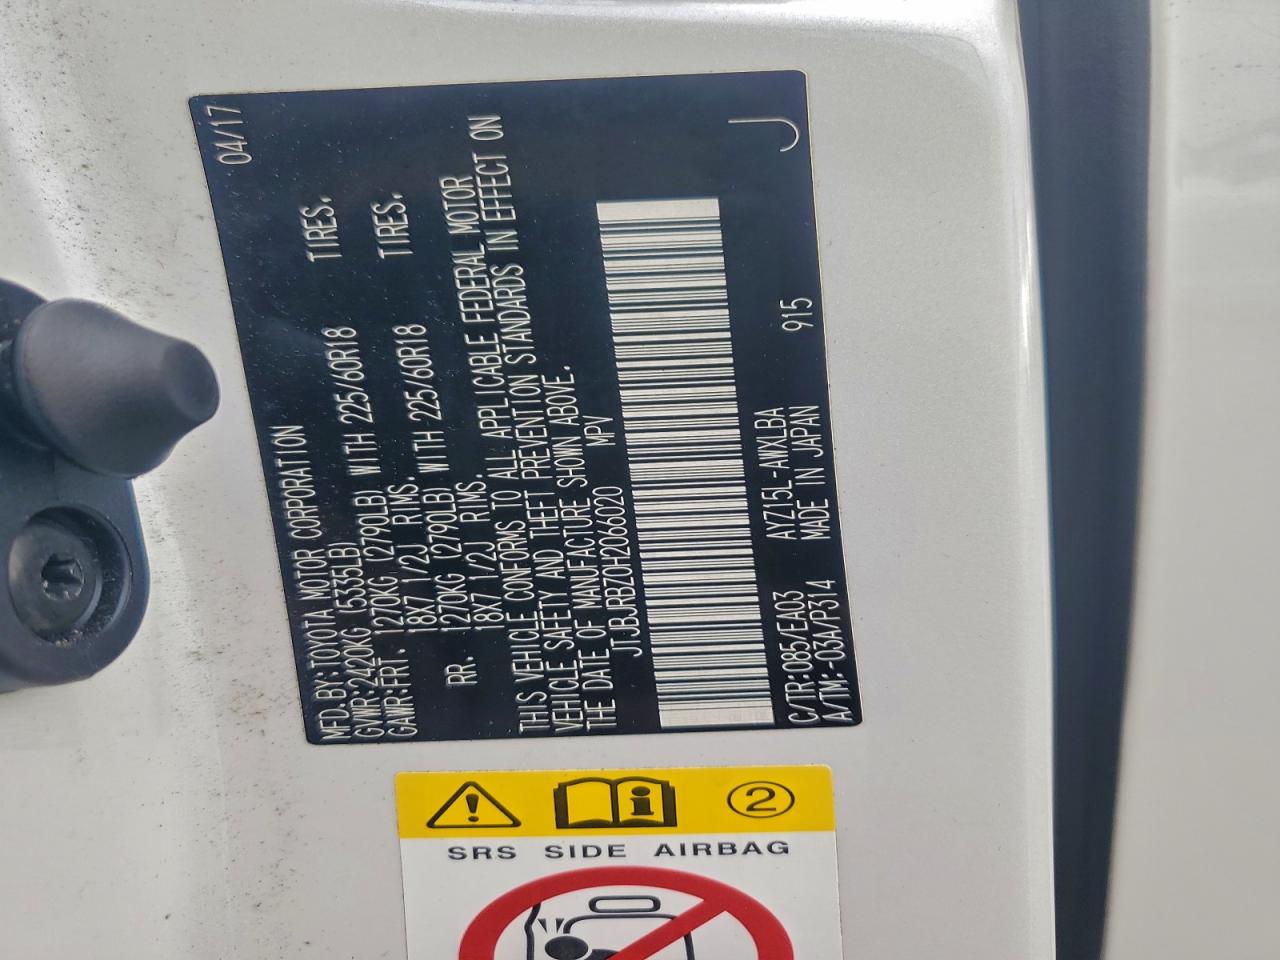 MFD.BY:TOYOTA MOTOR CORPORATION 04/17
GVWR:2420KG (5335LB)
GAWR:FRT. 1270KG (2790LB) WITH 225/60R18 TIRES.
18X7 1/2J RIMS.
RR. 1270KG (2790LB) WITH 225/60R18 TIRES.
18X7 1/2J RIMS.
THIS VEHICLE CONFORMS TO ALL APPLICABLE FEDERAL MOTOR
VEHICLE SAFETY AND THEFT PREVENTION STANDARDS IN EFFECT ON
THE DATE OF MANUFACTURE SHOWN ABOVE.
JTJBJRBZ0H2066020 MPV
C/TR:085/EA03 AYZ15L-AWXLBA
A/TM:-03A/P314 MADE IN JAPAN 915 J
2
SRS SIDE AIRBAG